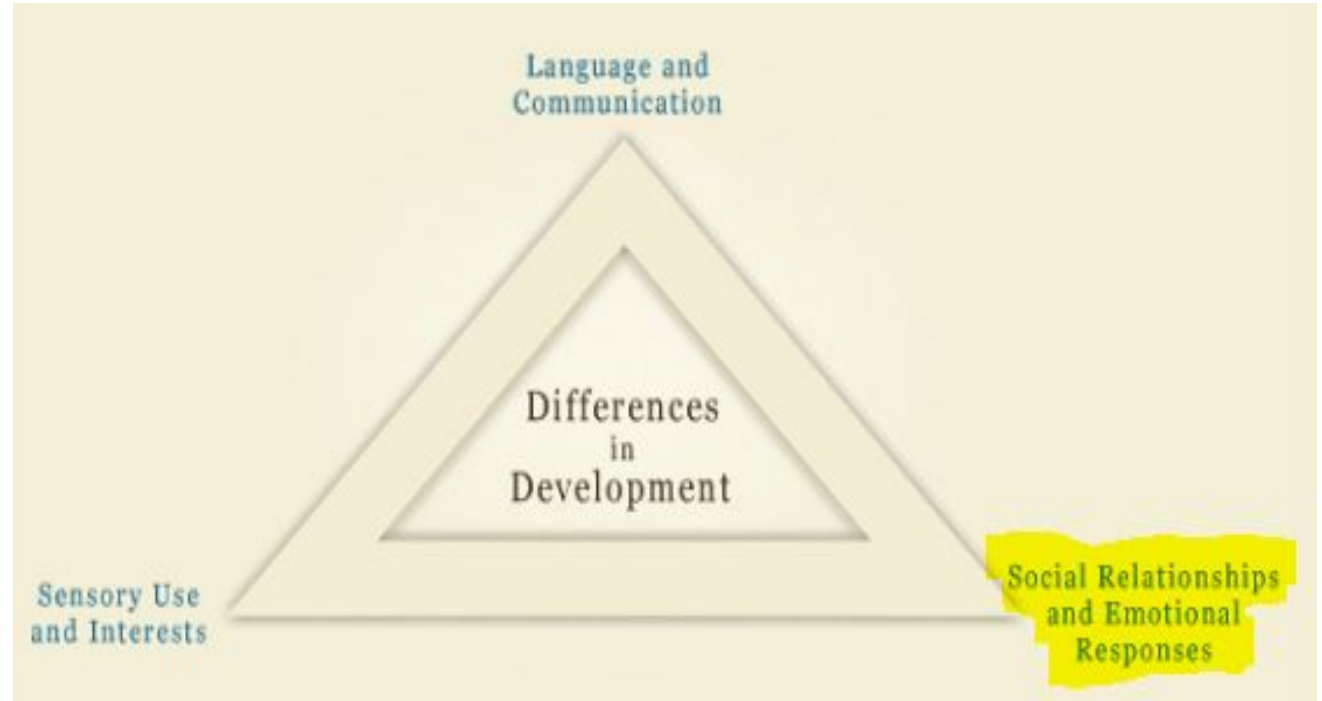 Language and
Communication
Differences
in
Development
Sensory Use
and Interests
Social Relationships
and Emotional
Responses